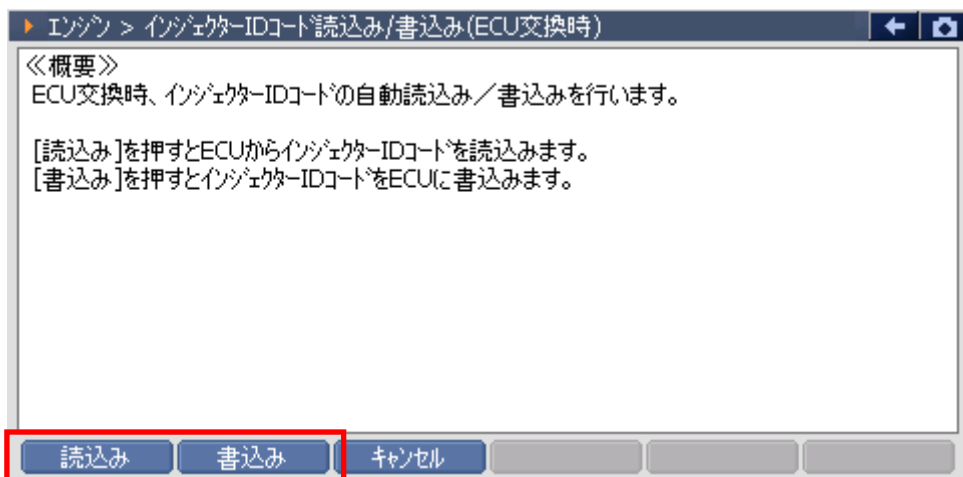 エンジン > インジェクターIDコード読込み/書込み(ECU交換時)
≪概要≫
ECU交換時、インジェクターIDコードの自動読込み／書込みを行います。
[読込み]を押すとECUからインジェクターIDコードを読込みます。
[書込み]を押すとインジェクターIDコードをECUに書込みます。
読込み 書込み キャンセル